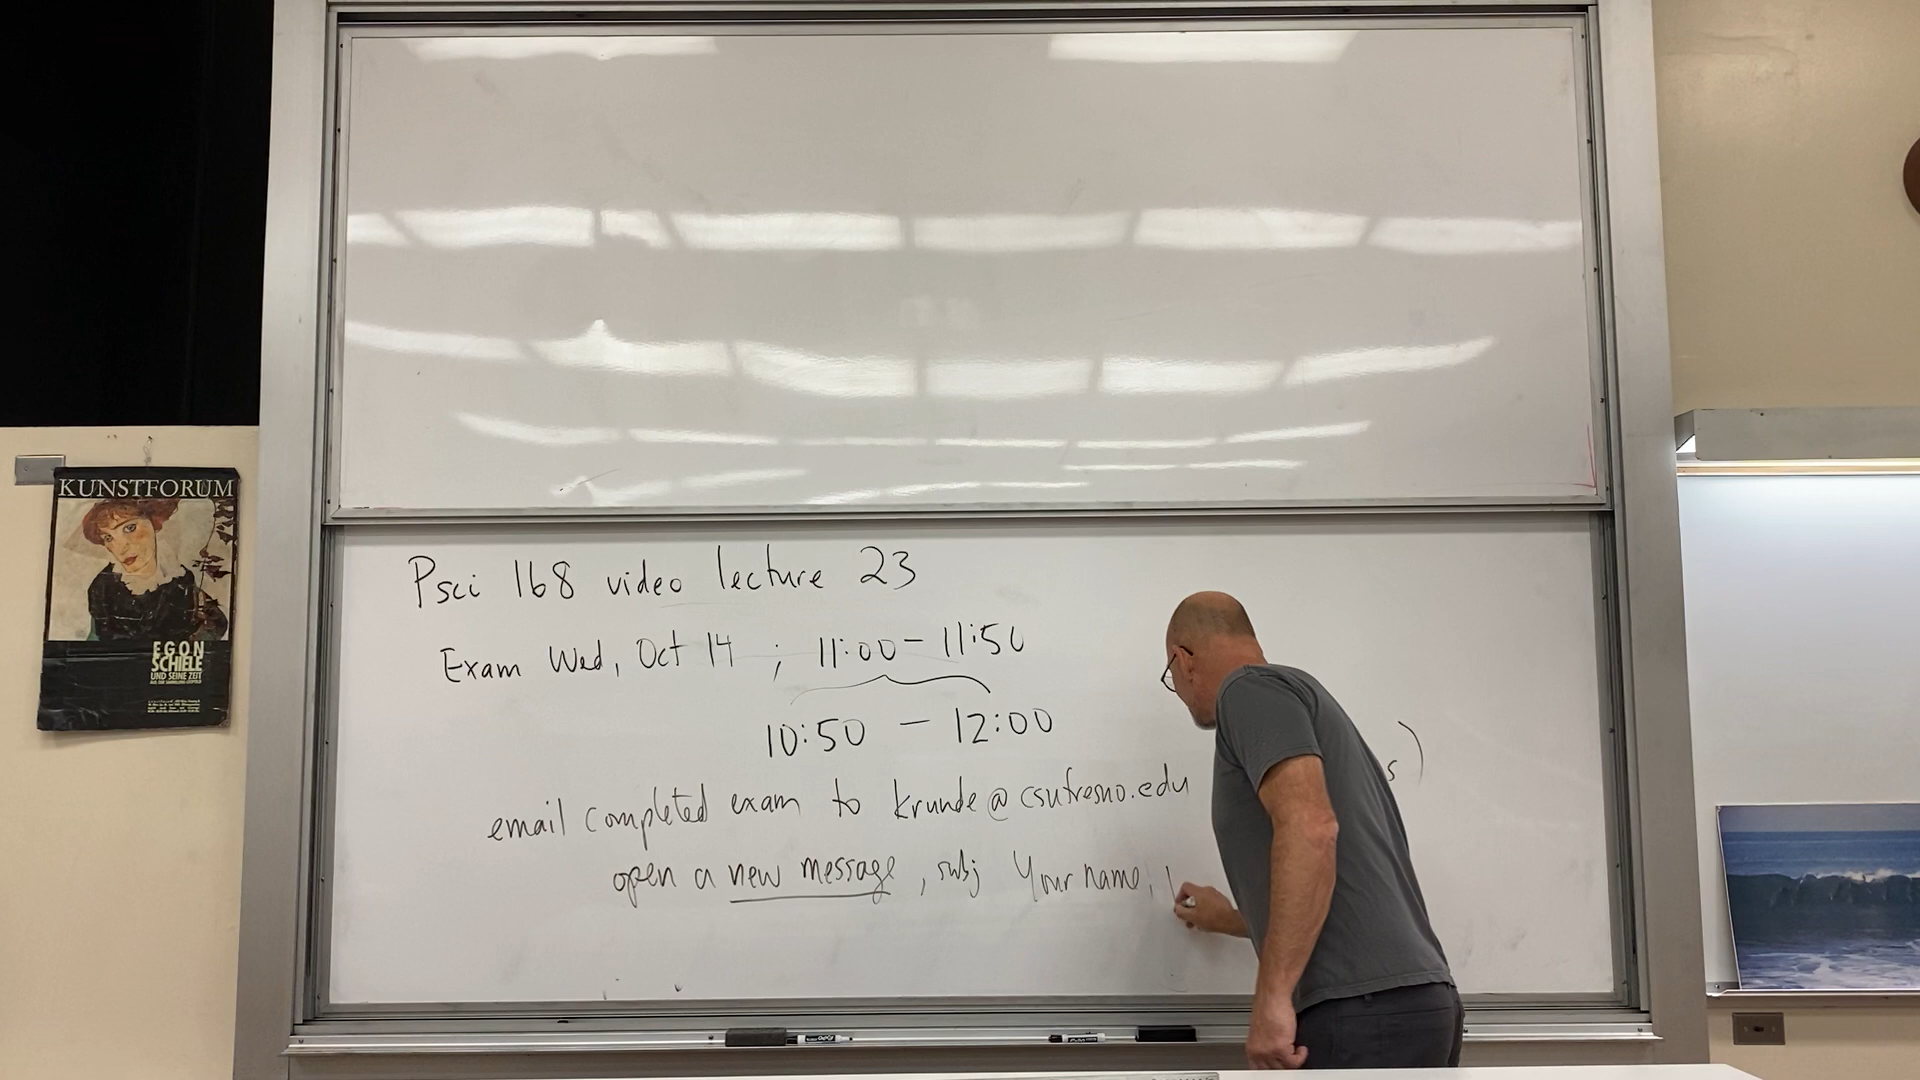 KUNSTFORUM
EGON
SCHIELE
UND SEINE ZEIT
Psci 168 video lecture 23
Exam Wed, Oct 14 ; 11:00 – 11:50
10:50 – 12:00
email completed exam to krunde@csufresno.edu s)
open a new message, subj Your name,